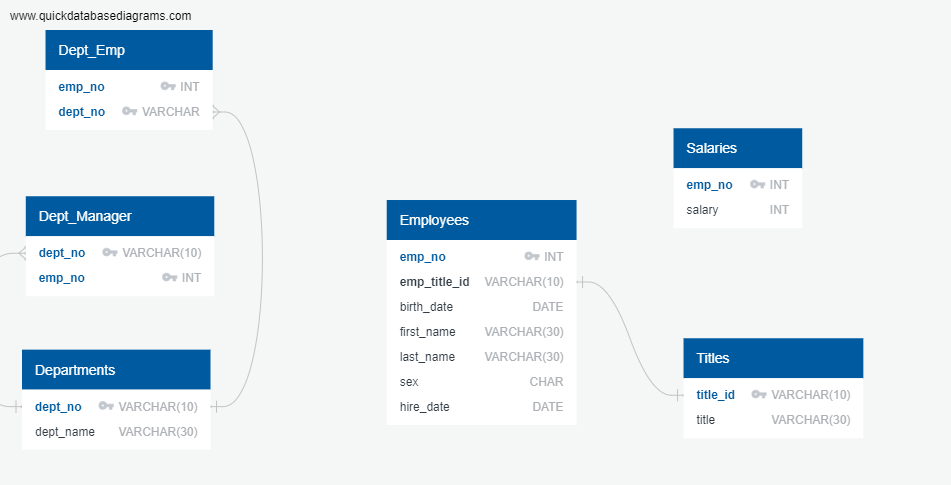 www.quickdatabasediagrams.com
Dept_Emp
emp_no INT
dept_no VARCHAR
Dept_Manager
dept_no VARCHAR(10)
emp_no INT
Departments
dept_no VARCHAR(10)
dept_name VARCHAR(30)
Employees
emp_no INT
emp_title_id VARCHAR(10)
birth_date DATE
first_name VARCHAR(30)
last_name VARCHAR(30)
sex CHAR
hire_date DATE
Salaries
emp_no INT
salary INT
Titles
title_id VARCHAR(10)
title VARCHAR(30)